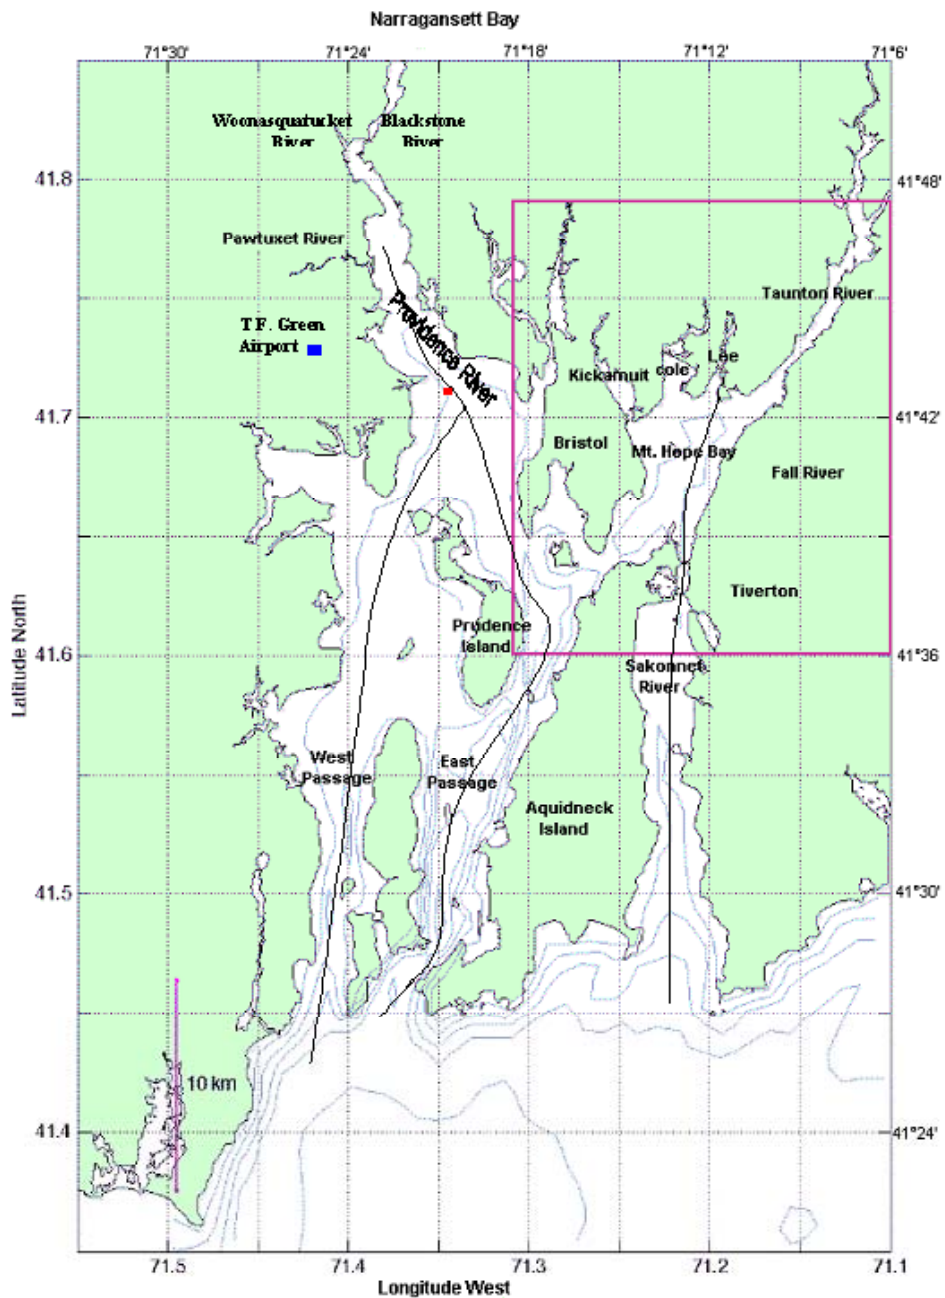 Narragansett Bay
71°30' 71°24' 71°18' 71°12' 71°6'
Woonasquatucket
River
Blackstone
River
41.8
41°48'
Pawtuxet River
Taunton River
Providence River
T.F. Green
Airport
Lee
cole
Kickamuit
41.7
41°42'
Bristol
Mt. Hope Bay
Fall River
Tiverton
Prudence
Island
Latitude North
41.6
41°36'
Sakonnet
River
West
Passage
East
Passage
Aquidneck
Island
41.5
41°30'
10 km
41.4
41°24'
71.5 71.4 71.3 71.2 71.1
Longitude West